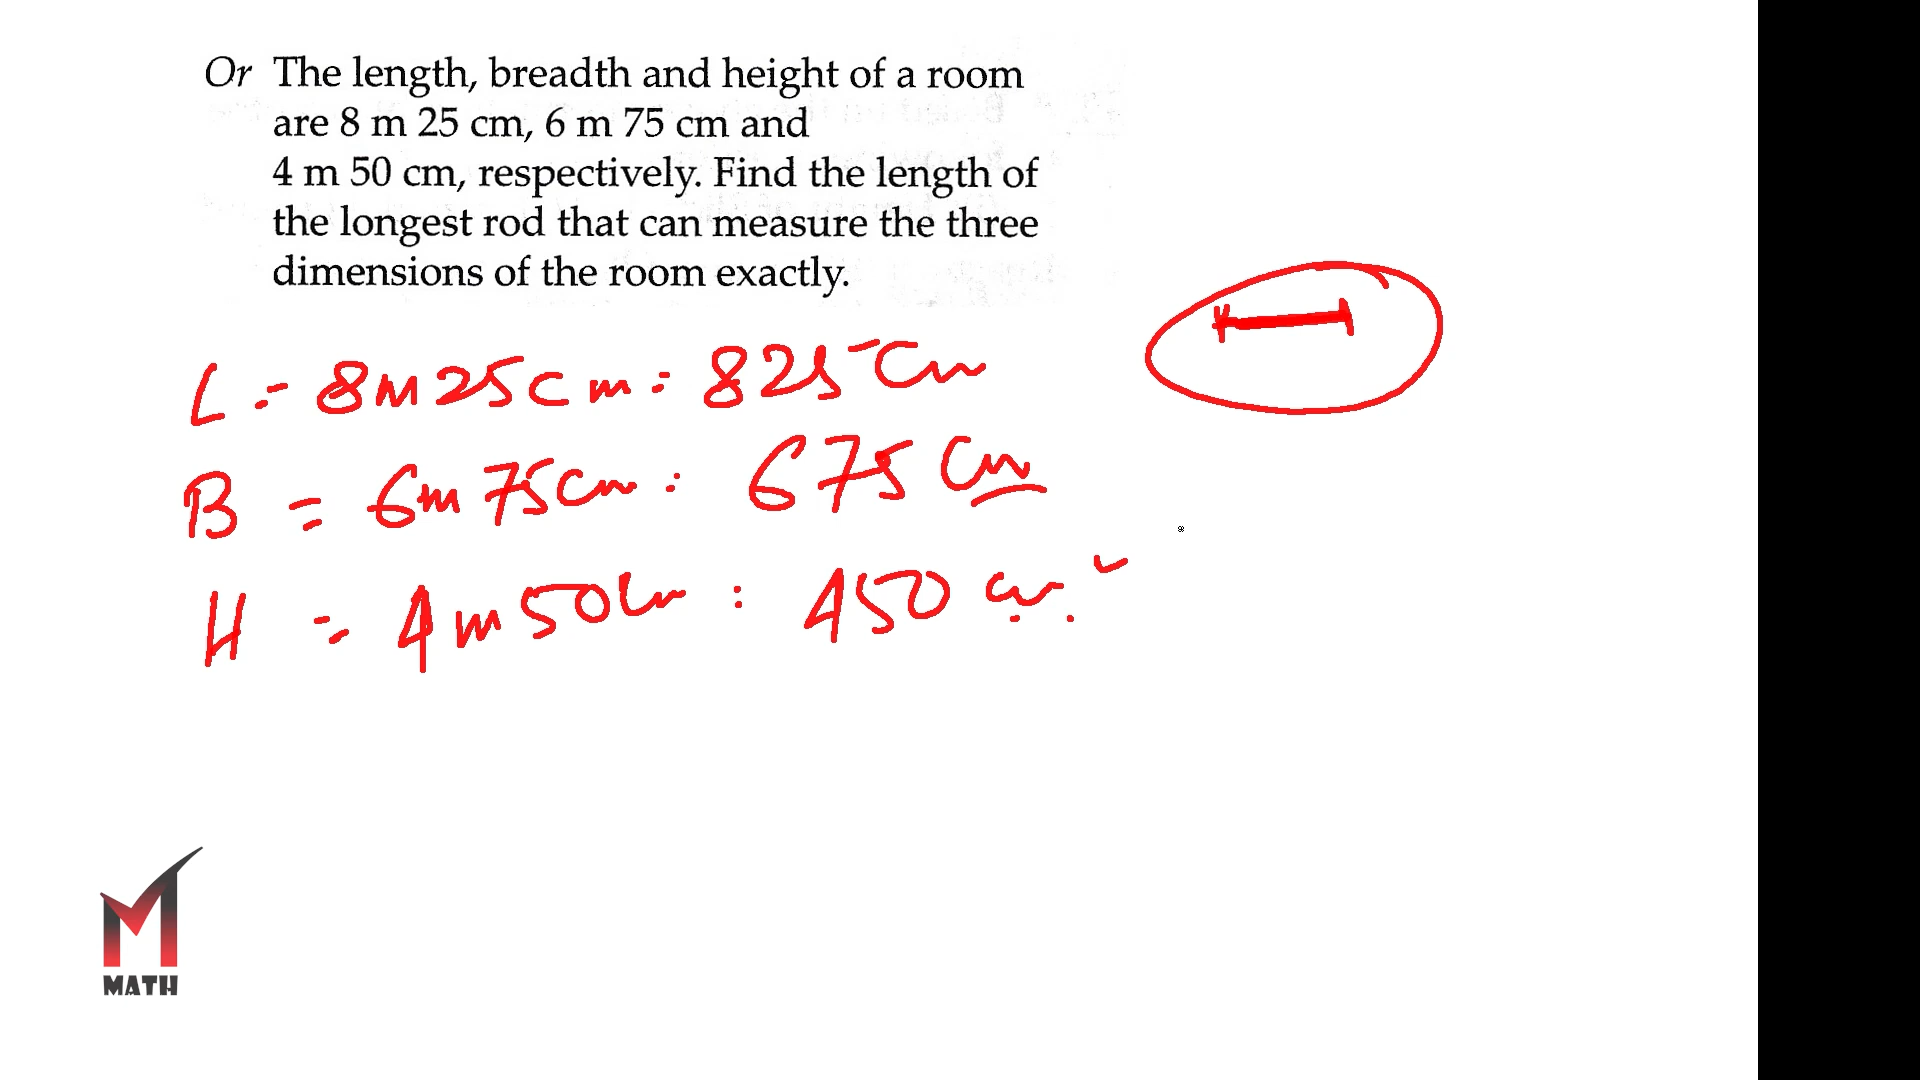 Or The length, breadth and height of a room
are 8 m 25 cm, 6 m 75 cm and
4 m 50 cm, respectively. Find the length of
the longest rod that can measure the three
dimensions of the room exactly.
L = 8m25cm = 825 cm
B = 6m 75cm = 675 cm
H = 4m50cm = 450 cm.
MATH